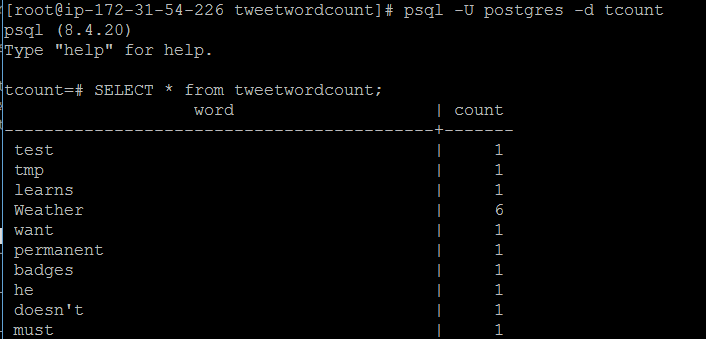 [root@ip-172-31-54-226 tweetwordcount]# psql -U postgres -d tcount
psql (8.4.20)
Type "help" for help.
tcount=# SELECT * from tweetwordcount;
word | count
-------------------------------------------+-------
test | 1
tmp | 1
learns | 1
Weather | 6
want | 1
permanent | 1
badges | 1
he | 1
doesn't | 1
must | 1